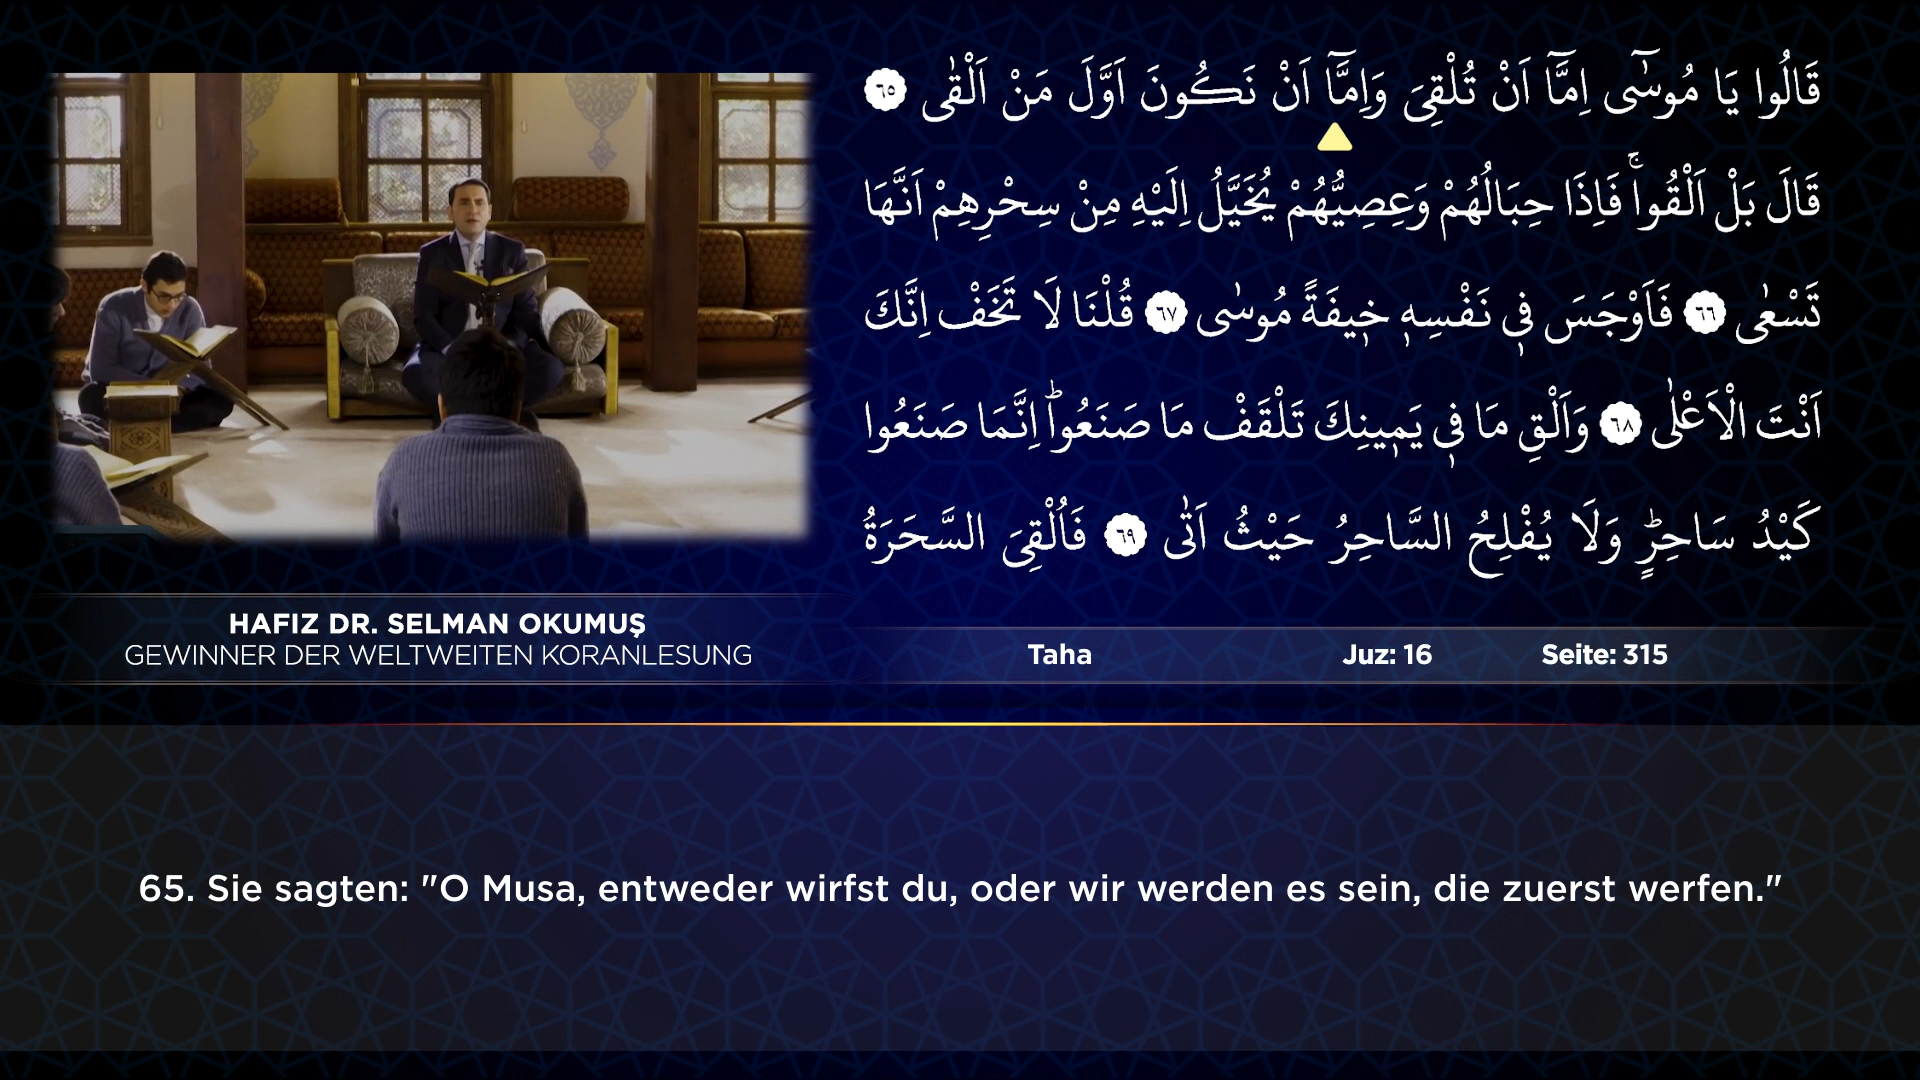 قَالُوا يَا مُوسٰٓى اِمَّٓا اَنْ تُلْقِيَ وَاِمَّٓا اَنْ نَكُونَ اَوَّلَ مَنْ اَلْقٰى ٦٥
قَالَ بَلْ اَلْقُواۚ فَاِذَا حِبَالُهُمْ وَعِصِيُّهُمْ يُخَيَّلُ اِلَيْهِ مِنْ سِحْرِهِمْ اَنَّهَا
تَسْعٰى ٦٦ فَاَوْجَسَ فٖي نَفْسِهٖ خٖيفَةً مُوسٰى ٦٧ قُلْنَا لَا تَخَفْ اِنَّكَ
اَنْتَ الْاَعْلٰى ٦٨ وَاَلْقِ مَا فٖي يَمٖينِكَ تَلْقَفْ مَا صَنَعُواؕ اِنَّمَا صَنَعُوا
كَيْدُ سَاحِرٍؕ وَلَا يُفْلِحُ السَّاحِرُ حَيْثُ اَتٰى ٦٩ فَاُلْقِيَ السَّحَرَةُ
HAFIZ DR. SELMAN OKUMUŞ
GEWINNER DER WELTWEITEN KORANLESUNG
Taha Juz: 16 Seite: 315
65. Sie sagten: "O Musa, entweder wirfst du, oder wir werden es sein, die zuerst werfen."